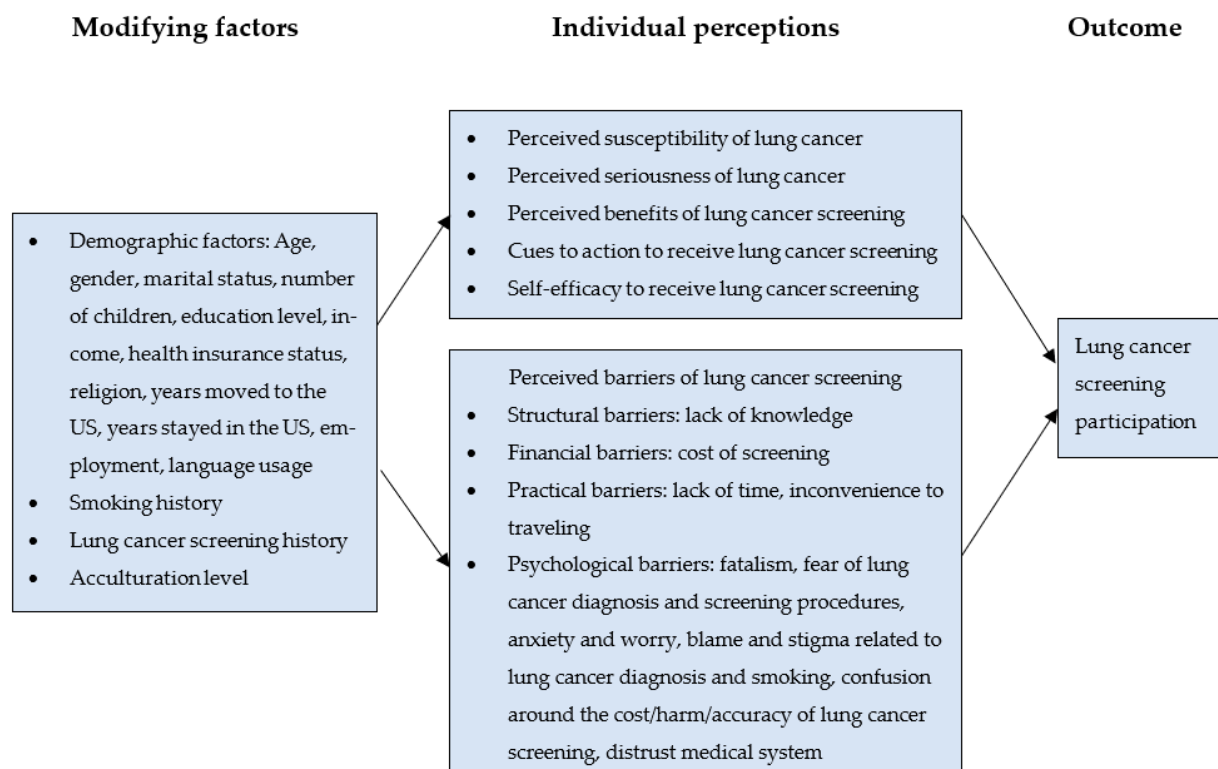 Modifying factors
Individual perceptions
Outcome
• Demographic factors: Age,
gender, marital status, number
of children, education level, in-
come, health insurance status,
religion, years moved to the
US, years stayed in the US, em-
ployment, language usage
• Smoking history
• Lung cancer screening history
• Acculturation level
• Perceived susceptibility of lung cancer
• Perceived seriousness of lung cancer
• Perceived benefits of lung cancer screening
• Cues to action to receive lung cancer screening
• Self-efficacy to receive lung cancer screening
Perceived barriers of lung cancer screening
• Structural barriers: lack of knowledge
• Financial barriers: cost of screening
• Practical barriers: lack of time, inconvenience to
traveling
• Psychological barriers: fatalism, fear of lung
cancer diagnosis and screening procedures,
anxiety and worry, blame and stigma related to
lung cancer diagnosis and smoking, confusion
around the cost/harm/accuracy of lung cancer
screening, distrust medical system
Lung cancer
screening
participation